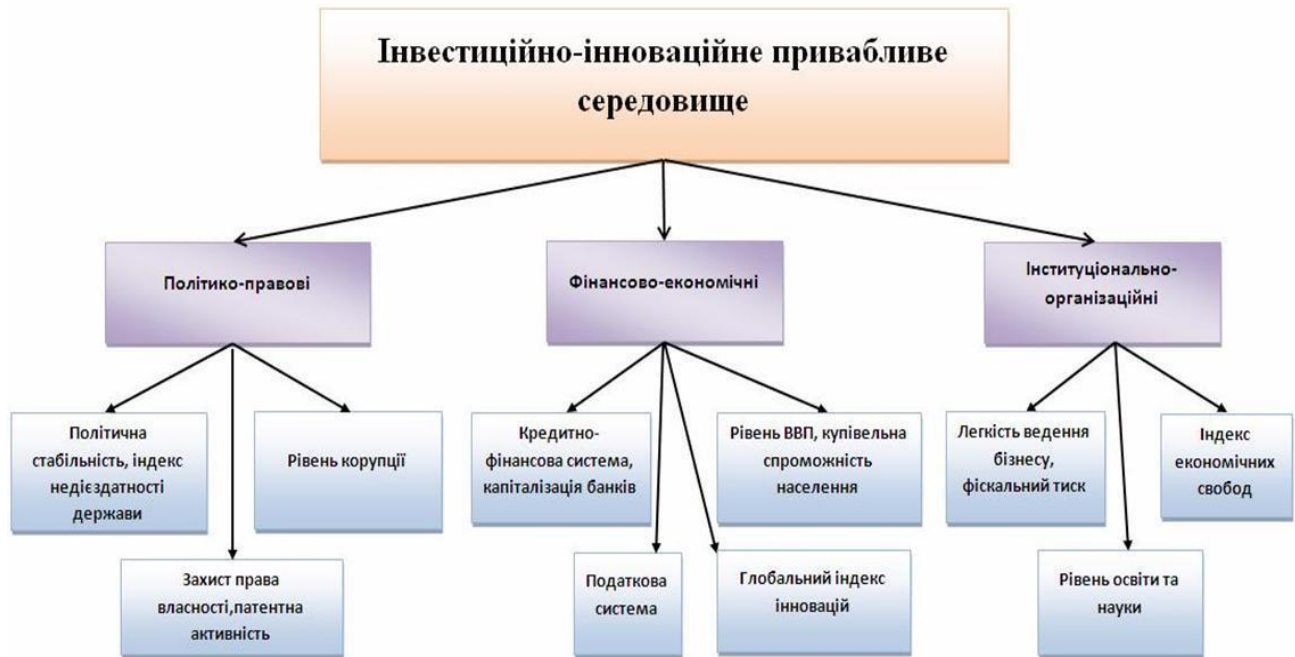 Інвестиційно-інноваційне привабливе
середовище
Політико-правові
Фінансово-економічні
Інституціонально-
організаційні
Політична
стабільність, індекс
недієздатності
держави
Рівень корупції
Кредитно-
фінансова система,
капіталізація банків
Рівень ВВП, купівельна
спроможність
населення
Легкість ведення
бізнесу,
фіскальний тиск
Індекс
економічних
свобод
Захист права
власності,патентна
активність
Податкова
система
Глобальний індекс
інновацій
Рівень освіти та
науки